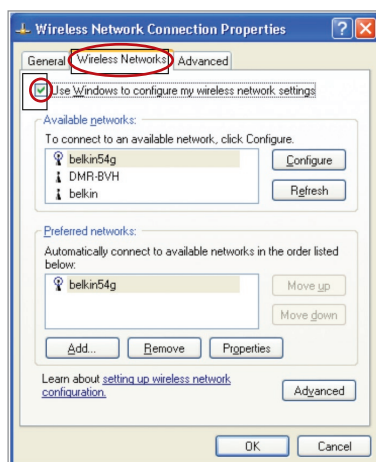 Wireless Network Connection Properties
General Wireless Networks Advanced
Use Windows to configure my wireless network settings
Available networks:
To connect to an available network, click Configure.
belkin54g
DMR-BVH
belkin
Configure
Refresh
Preferred networks:
Automatically connect to available networks in the order listed
below:
belkin54g
Move up
Move down
Add... Remove Properties
Learn about setting up wireless network
configuration.
Advanced
OK Cancel